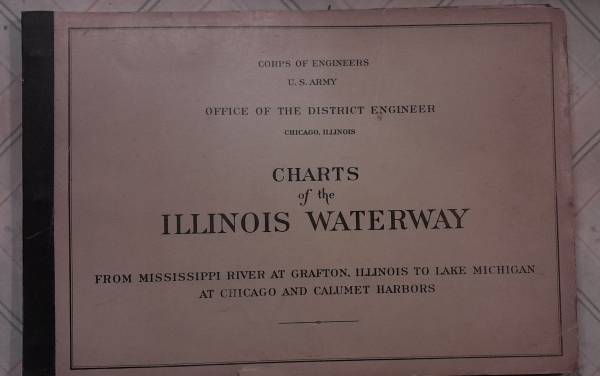 CORPS OF ENGINEERS
U. S. ARMY
OFFICE OF THE DISTRICT ENGINEER
CHICAGO, ILLINOIS
CHARTS
of the
ILLINOIS WATERWAY
FROM MISSISSIPPI RIVER AT GRAFTON, ILLINOIS TO LAKE MICHIGAN
AT CHICAGO AND CALUMET HARBORS